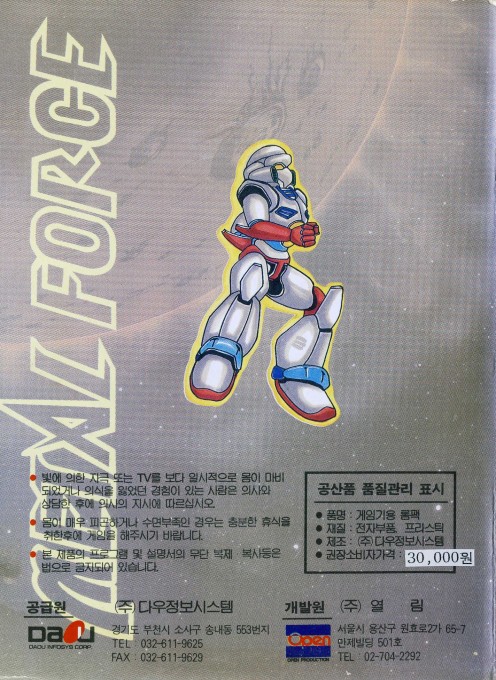 FORCE
• 빛에 의한 자극 또는 TV를 보다 일시적으로 몸이 마비
되었거나 의식을 잃었던 경험이 있는 사람은 의사와
상담한 후에 의사의 지시에 따르십시오.
• 몸이 매우 피곤하거나 수면부족인 경우는 충분한 휴식을
취한후에 게임을 해주시기 바랍니다.
• 본 제품의 프로그램 및 설명서의 무단 복제 복사등은
법으로 금지되어 있습니다.
공산품 품질관리 표시
• 품명 : 게임기용 롬팩
• 재질 : 전자부품, 프라스틱
• 제조 : (주)다우정보시스템
• 권장소비자가격 : 30,000원
공급원 (주) 다우정보시스템
DAOU
DAOU INFOSYS CORP.
경기도 부천시 소사구 송내동 553번지
TEL : 032-611-9625
FAX : 032-611-9629
개발원 (주) 열 림
Open
OPEN PRODUCTION
서울시 용산구 원효로2가 65-7
만제빌딩 501호
TEL : 02-704-2292